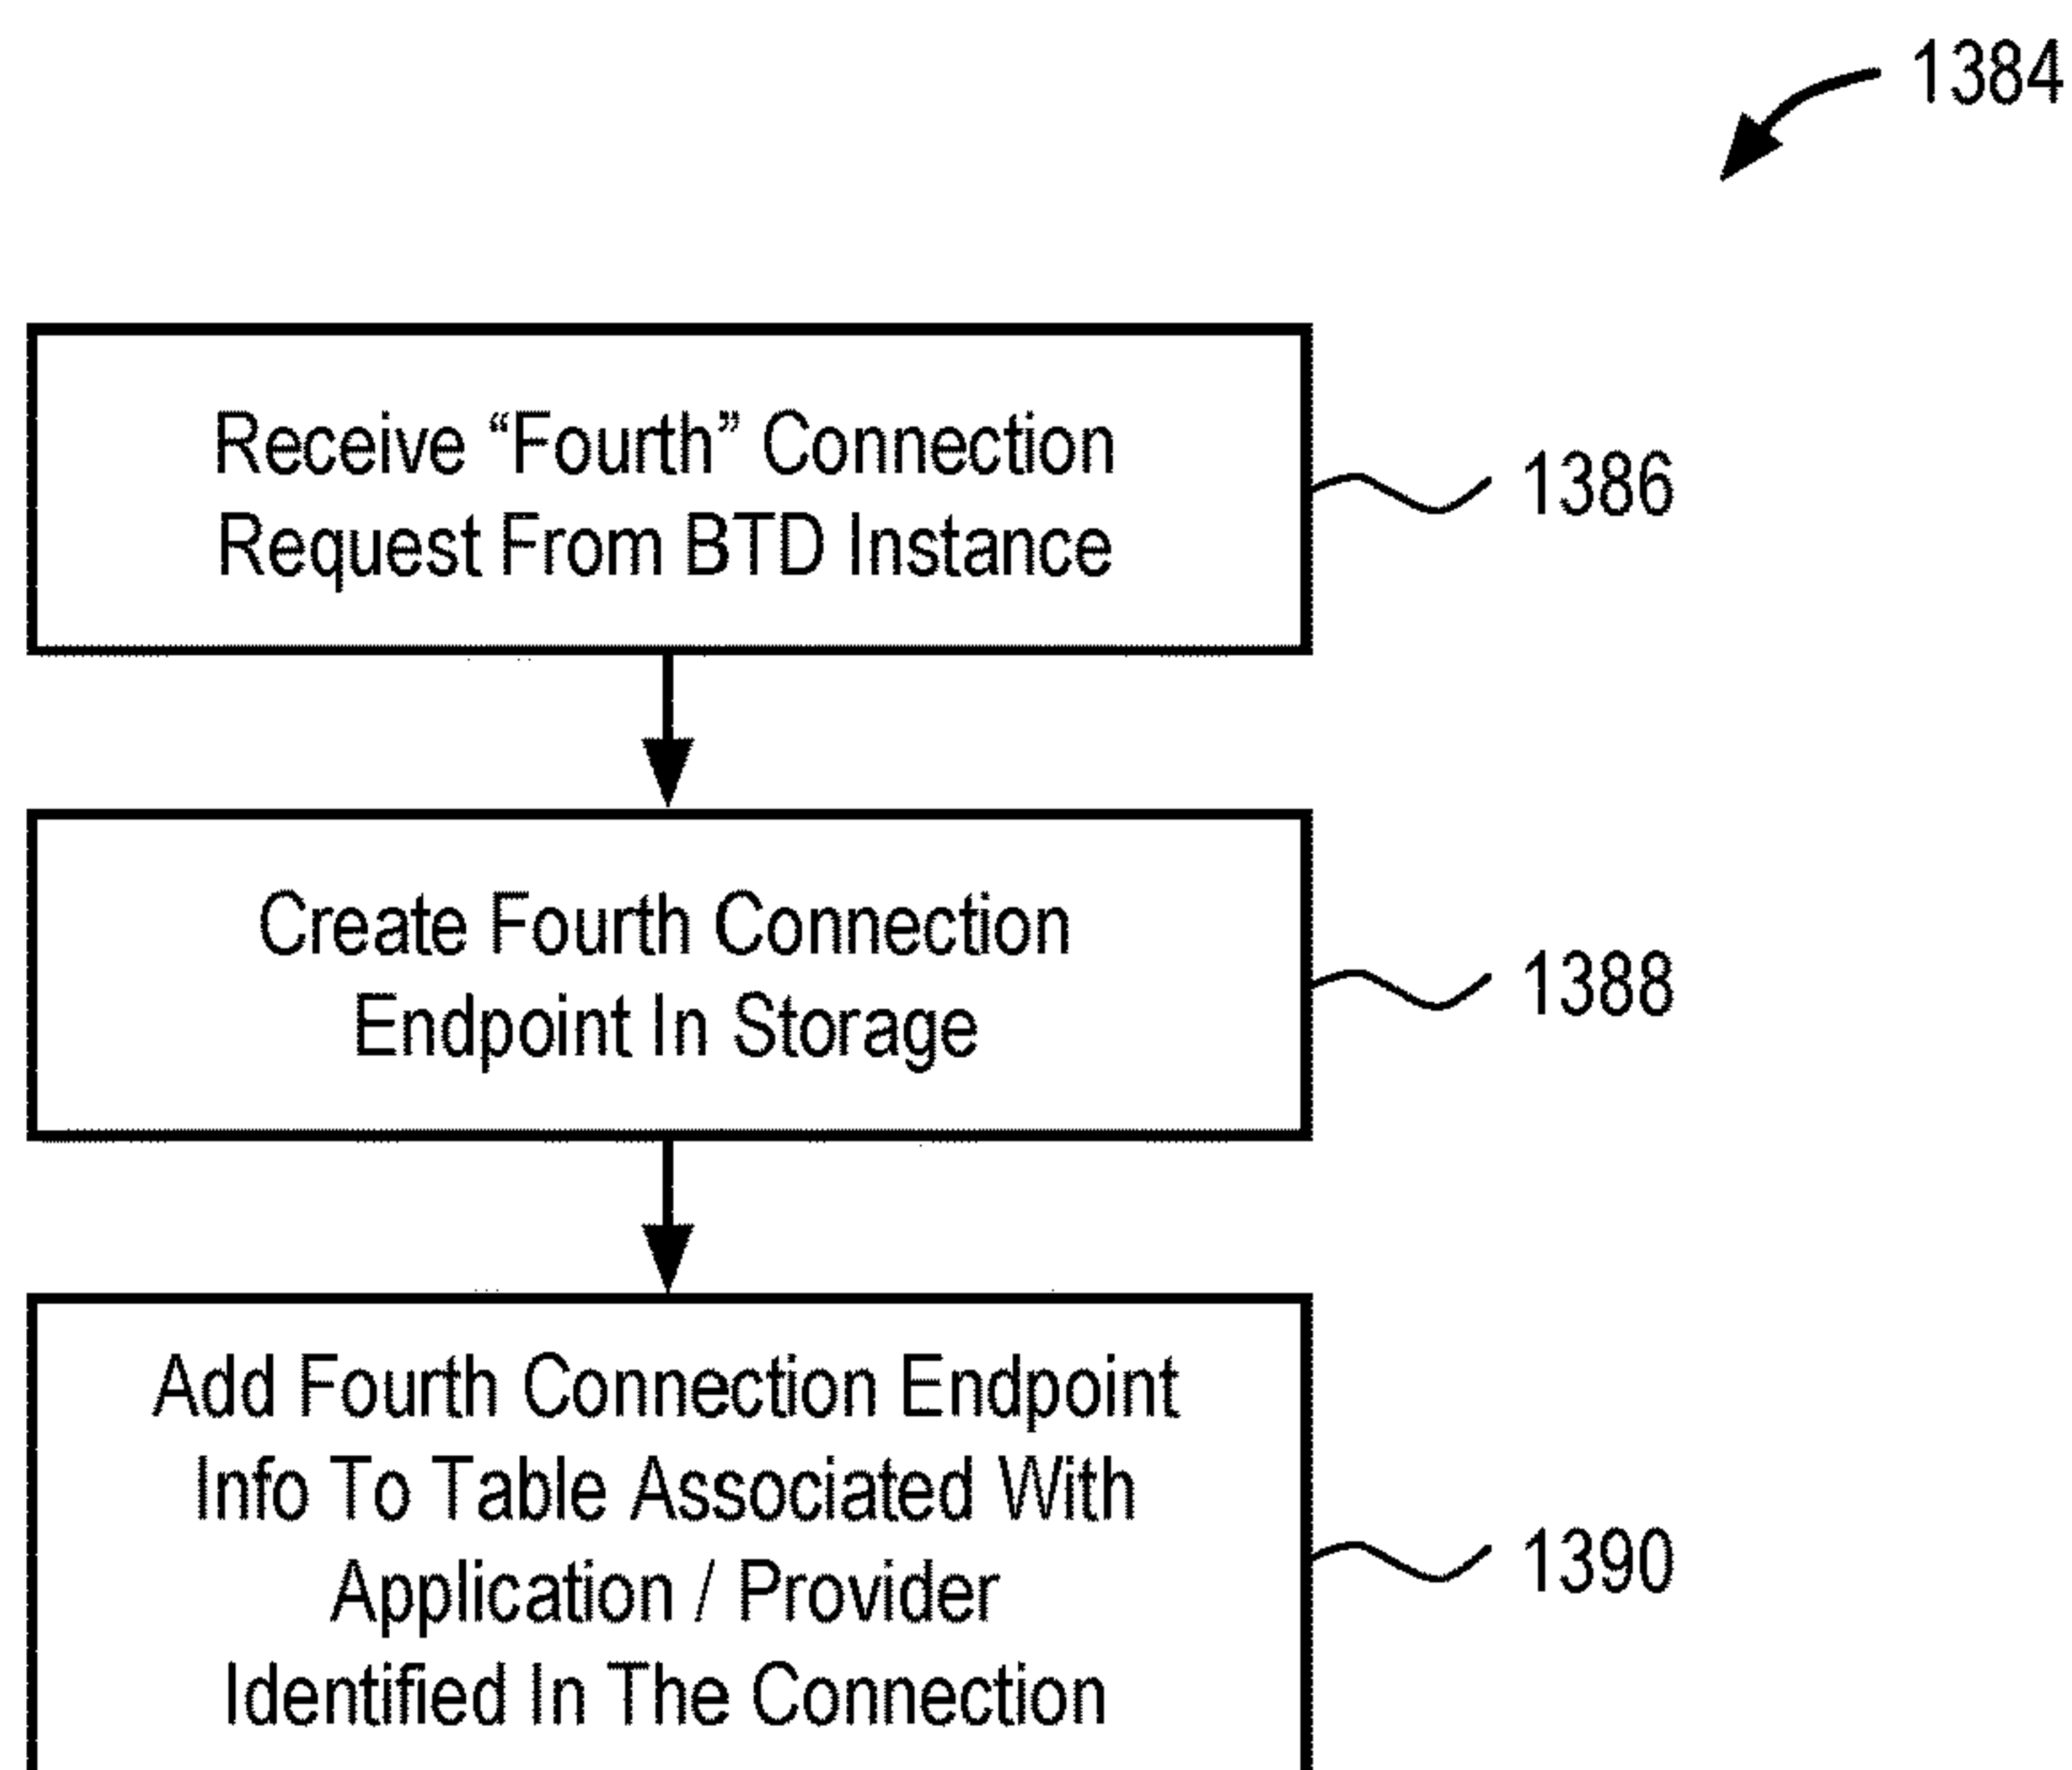 1384
Receive “Fourth” Connection
Request From BTD Instance
1386
Create Fourth Connection
Endpoint In Storage
1388
Add Fourth Connection Endpoint
Info To Table Associated With
Application / Provider
Identified In The Connection
1390